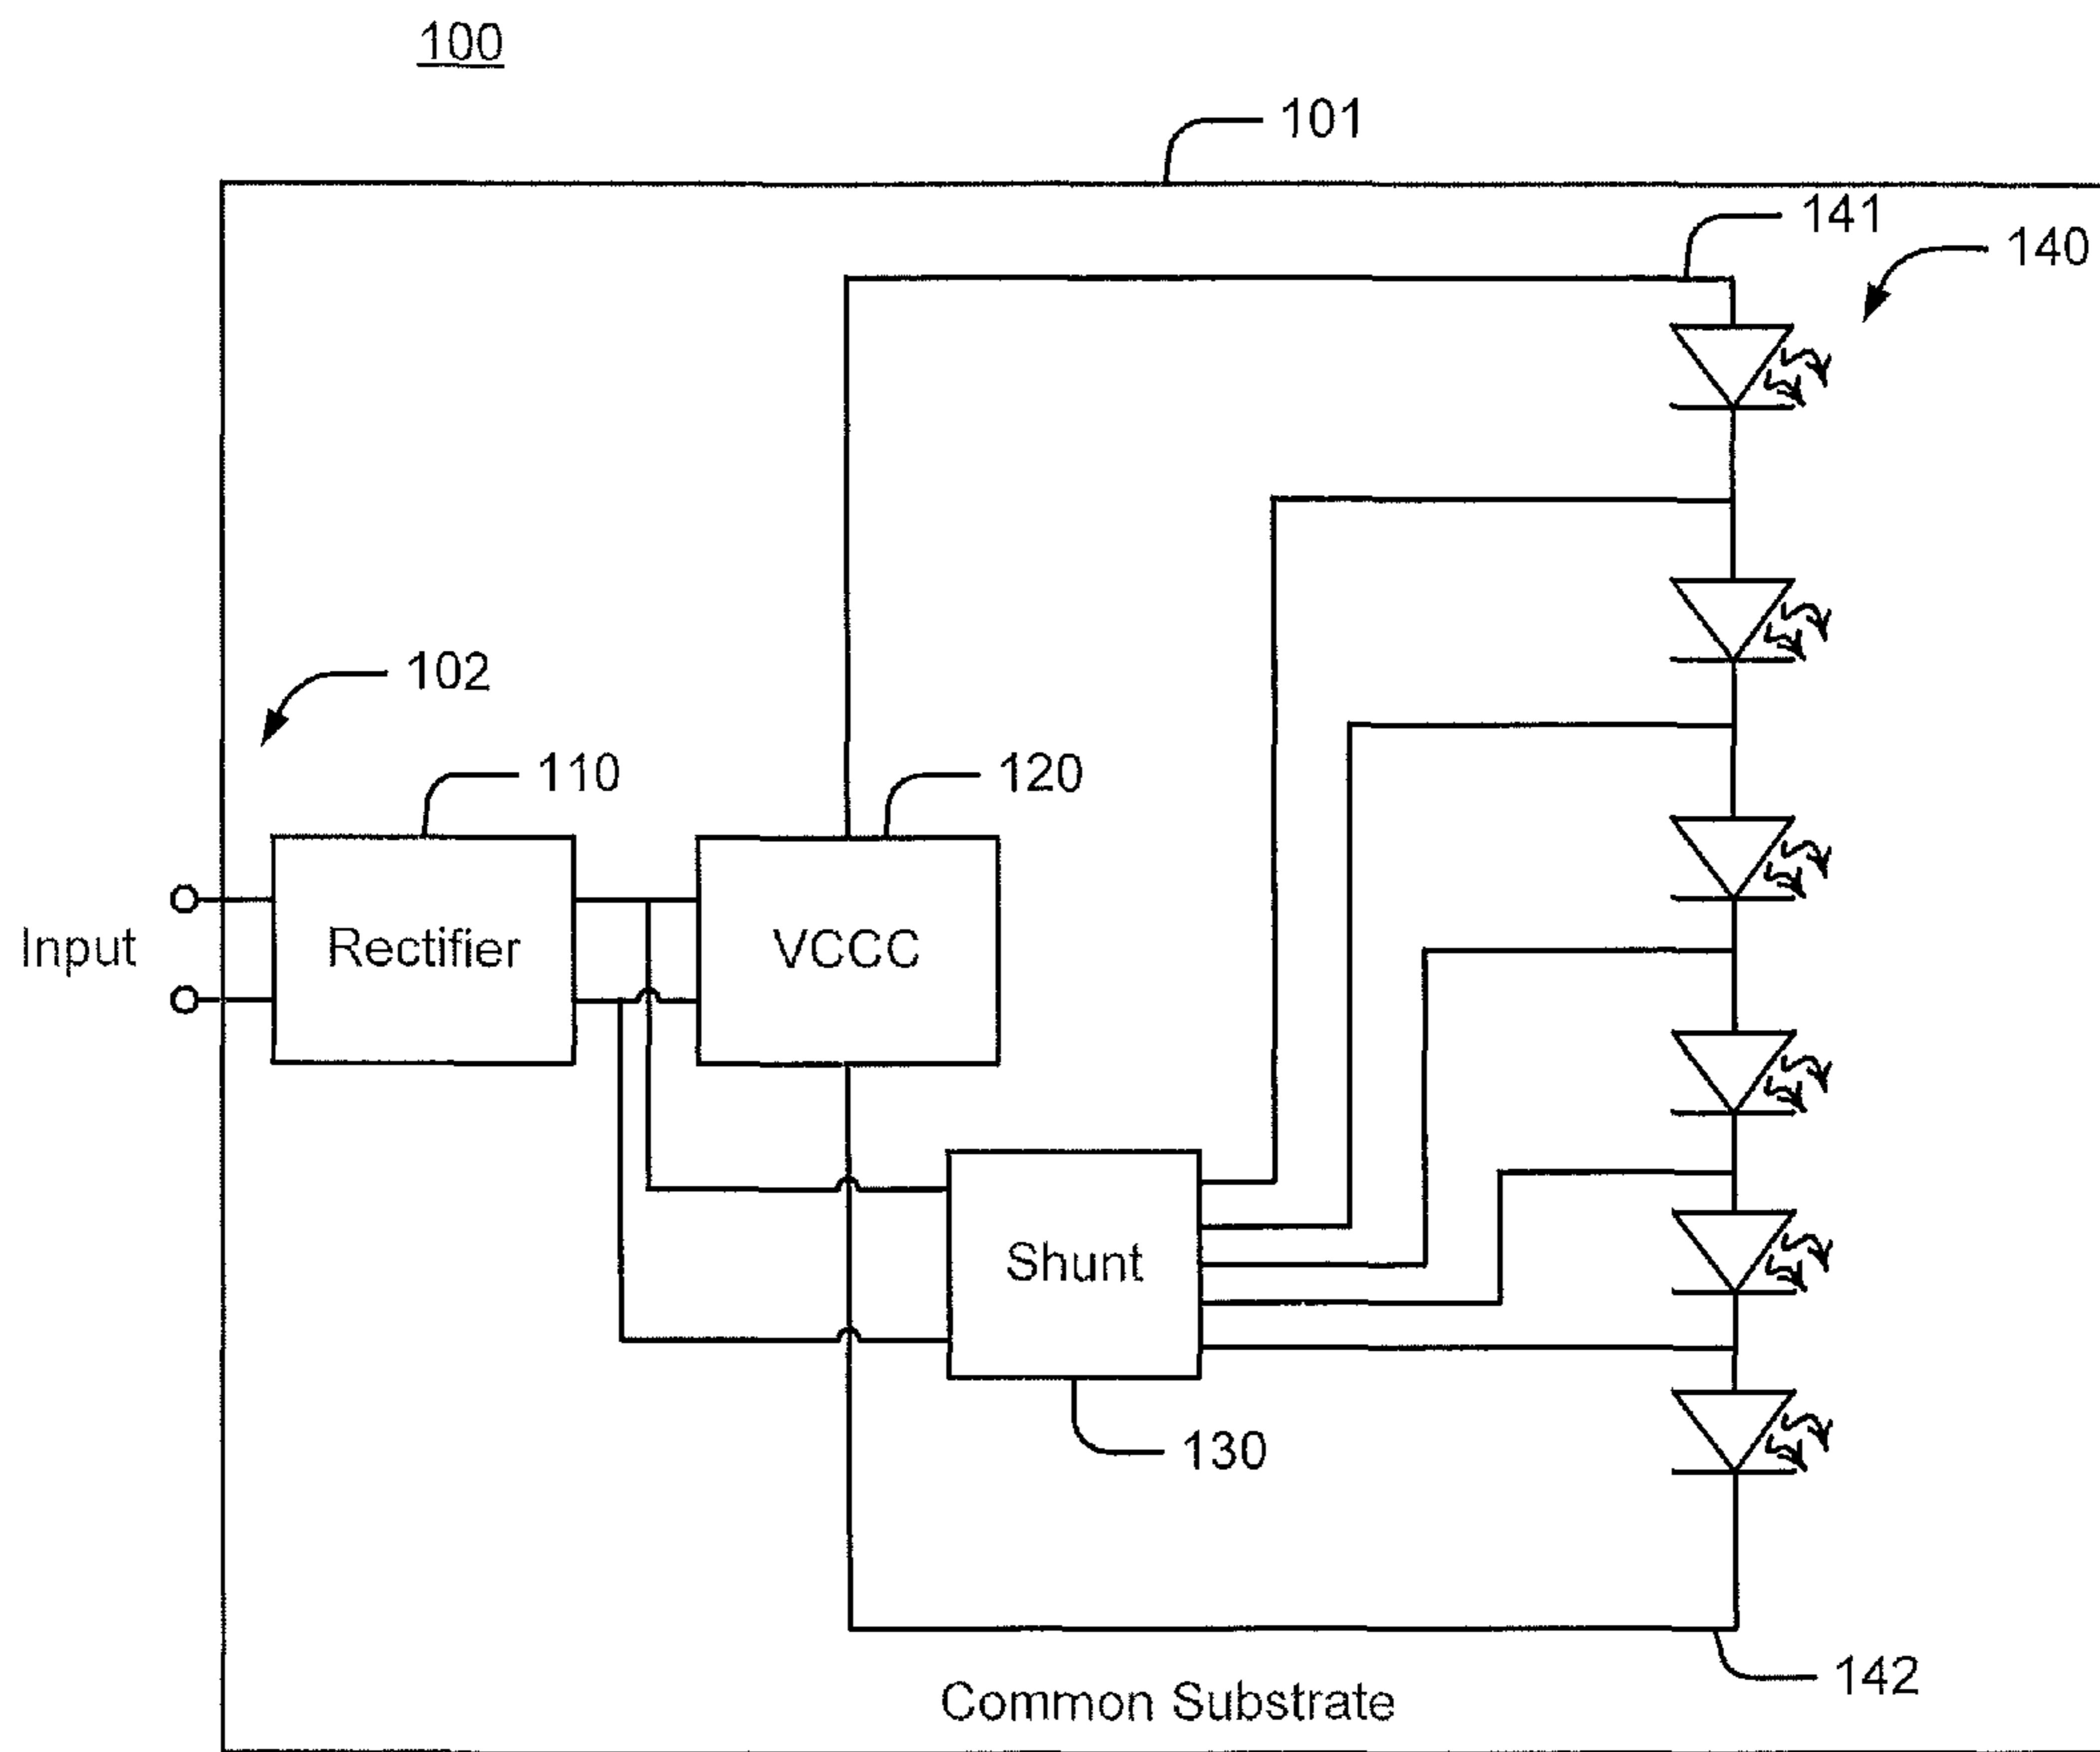 100
101
141
140
102
110
120
Input
Rectifier
VCCC
Shunt
130
142
Common Substrate